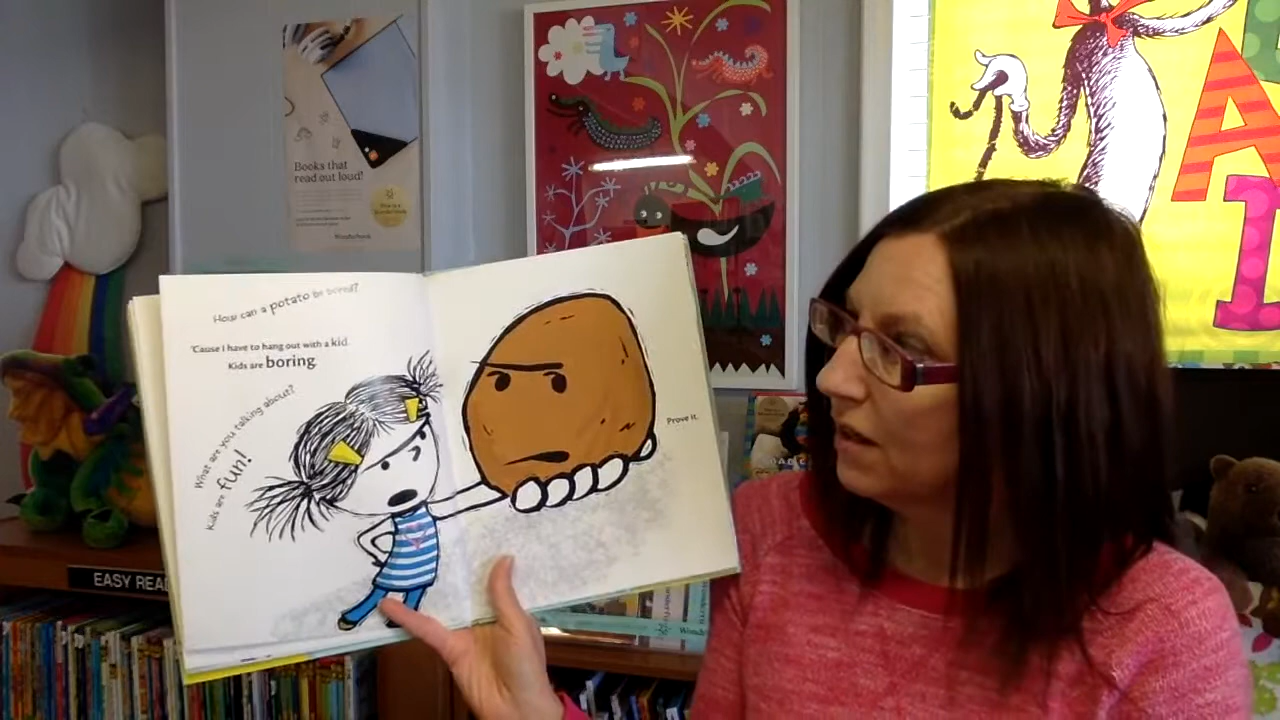 Books that
read out loud!
How can a potato be bored?
'Cause I have to hang out with a kid.
Kids are boring.
What are you talking about?
Kids are fun!
Prove it.
EASY READ
A